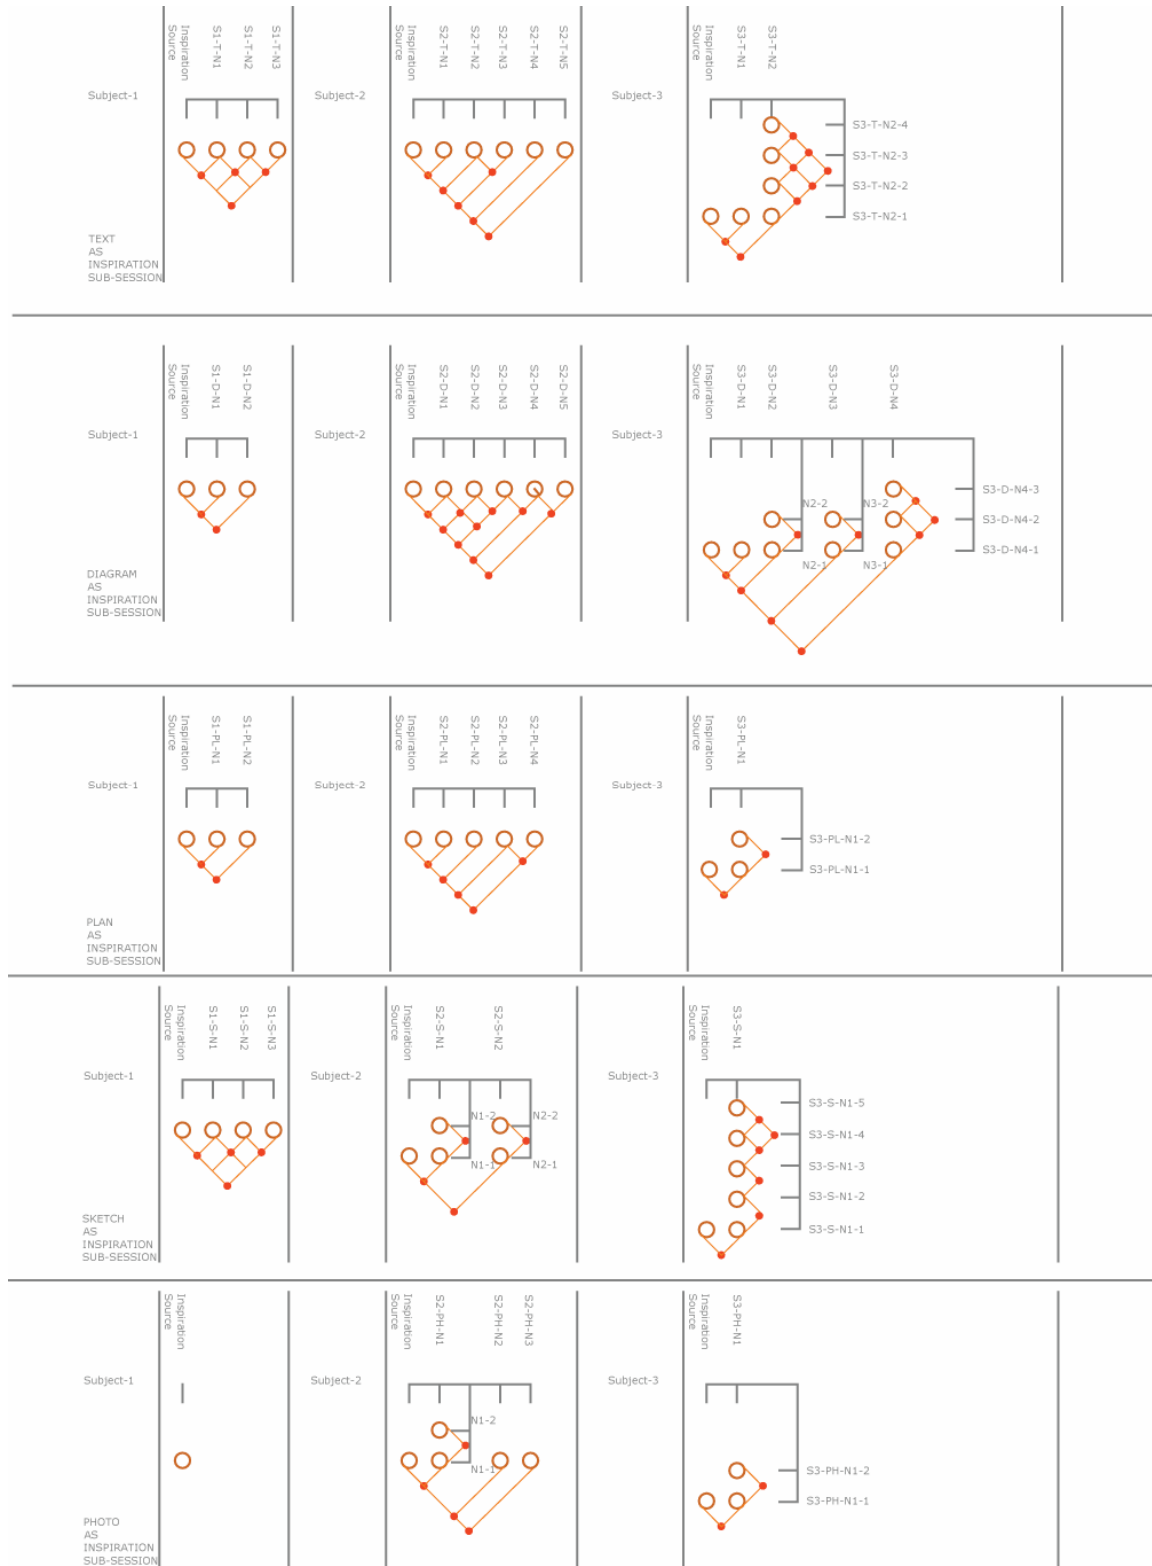 Inspiration
Source
S1-T-N1
S1-T-N2
S1-T-N3
Inspiration
Source
S2-T-N1
S2-T-N2
S2-T-N3
S2-T-N4
S2-T-N5
Inspiration
Source
S3-T-N1
S3-T-N2
Subject-1
Subject-2
Subject-3
S3-T-N2-4
S3-T-N2-3
S3-T-N2-2
S3-T-N2-1
TEXT
AS
INSPIRATION
SUB-SESSION
Inspiration
Source
S1-D-N1
S1-D-N2
Inspiration
Source
S2-D-N1
S2-D-N2
S2-D-N3
S2-D-N4
S2-D-N5
Inspiration
Source
S3-D-N1
S3-D-N2
S3-D-N3
S3-D-N4
Subject-1
Subject-2
Subject-3
S3-D-N4-3
N2-2
N3-2
S3-D-N4-2
S3-D-N4-1
N2-1
N3-1
DIAGRAM
AS
INSPIRATION
SUB-SESSION
Inspiration
Source
S1-PL-N1
S1-PL-N2
Inspiration
Source
S2-PL-N1
S2-PL-N2
S2-PL-N3
S2-PL-N4
Inspiration
Source
S3-PL-N1
Subject-1
Subject-2
Subject-3
S3-PL-N1-2
S3-PL-N1-1
PLAN
AS
INSPIRATION
SUB-SESSION
Inspiration
Source
S1-S-N1
S1-S-N2
S1-S-N3
Inspiration
Source
S2-S-N1
S2-S-N2
Inspiration
Source
S3-S-N1
Subject-1
Subject-2
Subject-3
S3-S-N1-5
N1-2
N2-2
S3-S-N1-4
N1-1
N2-1
S3-S-N1-3
S3-S-N1-2
S3-S-N1-1
SKETCH
AS
INSPIRATION
SUB-SESSION
Inspiration
Source
Inspiration
Source
S2-PH-N1
S2-PH-N2
S2-PH-N3
Inspiration
Source
S3-PH-N1
Subject-1
Subject-2
Subject-3
N1-2
N1-1
S3-PH-N1-2
S3-PH-N1-1
PHOTO
AS
INSPIRATION
SUB-SESSION